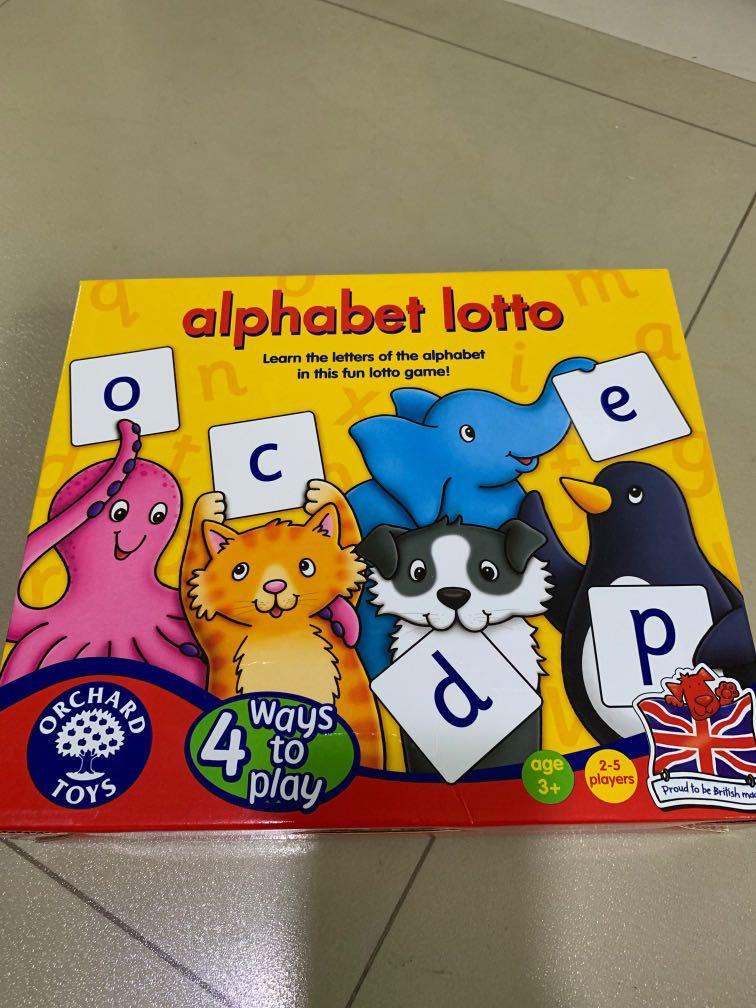 alphabet lotto
Learn the letters of the alphabet
in this fun lotto game!
o
c
e
d
p
ORCHARD
TOYS
4 Ways
to
play
age
3+
2-5
players
Proud to be British
q
m
n
i
a
x
t
g